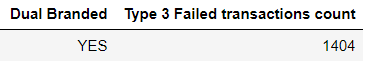 Dual Branded Type 3 Failed transactions count
YES 1404